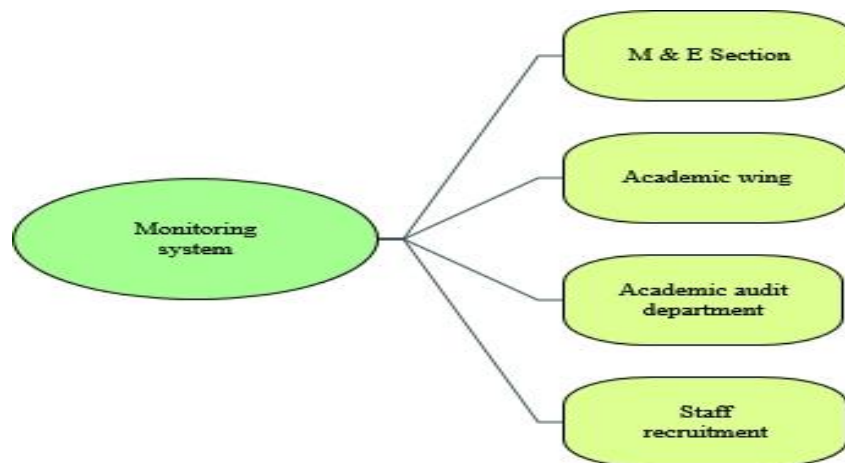 M & E Section
Academic wing
Monitoring
system
Academic audit
department
Staff
recruitment